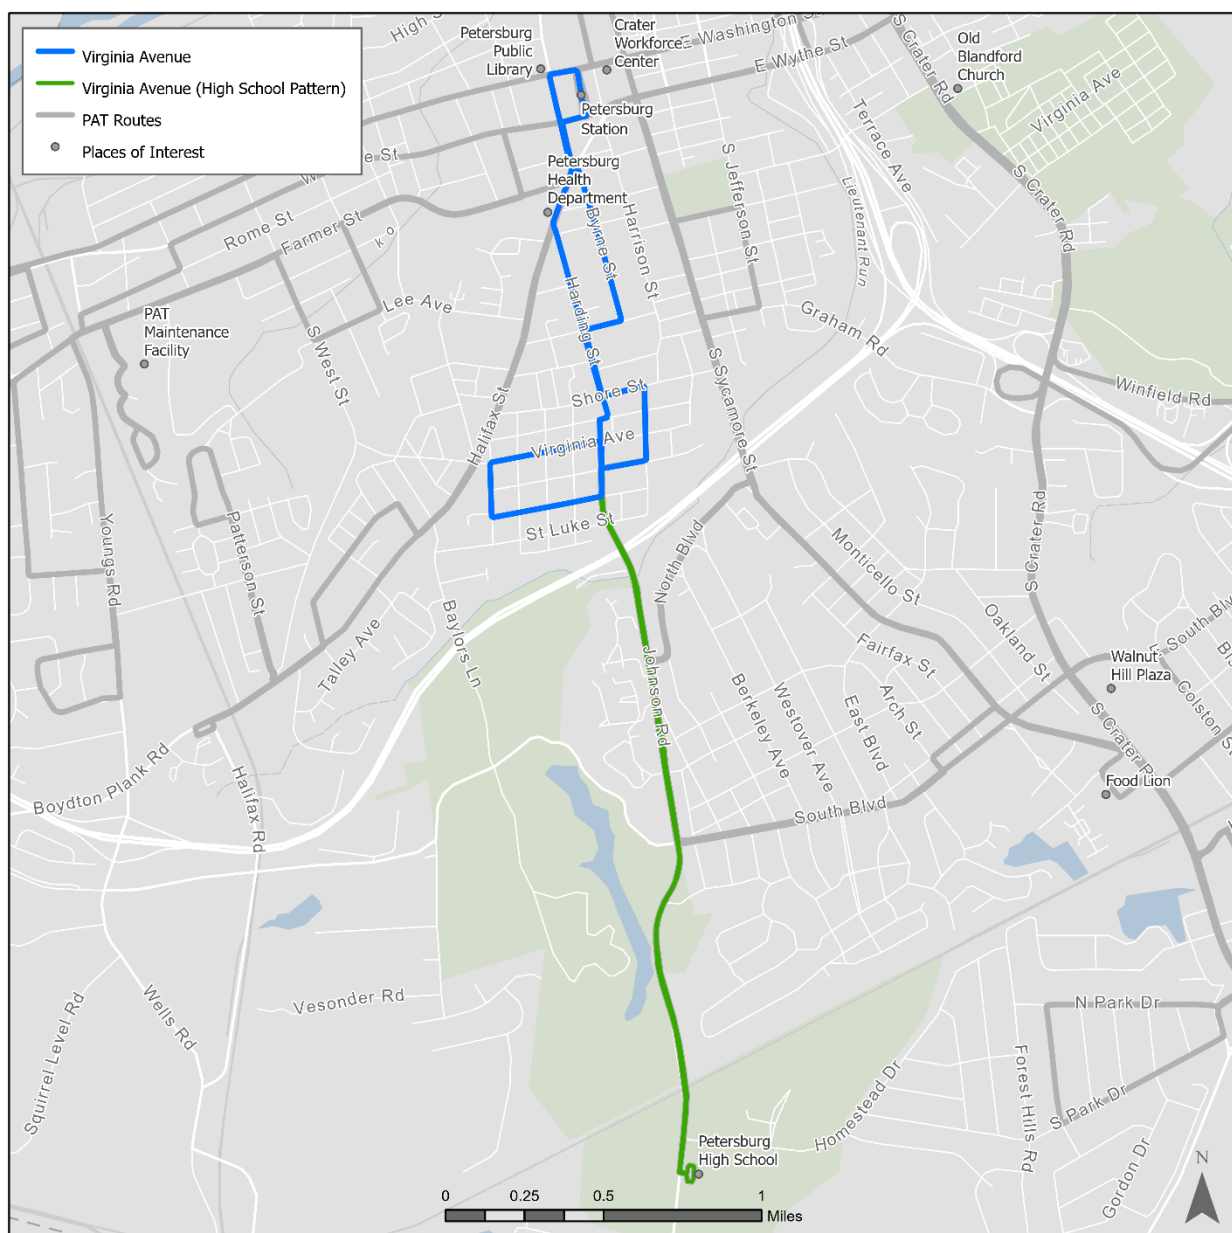 Virginia Avenue
Virginia Avenue (High School Pattern)
PAT Routes
Places of Interest
High S
Petersburg
Public
Library
Crater
Workforce
Center
E Washington S
E Wythe St
S Crater Rd
Old
Blandford
Church
Virginia Ave
Petersburg
Station
Terrace Ave
W
e St
Petersburg
Health
Department
S Jefferson St
Lieutenant Run
S Crater Rd
Rome St
Farmer St
k o
Byrne St
Harrison St
Lee Ave
PAT
Maintenance
Facility
S West St
Harding St
Graham Rd
Winfield Rd
Halifax St
Shore St
S Sycamore St
Virginia Ave
St Luke St
S Crater Rd
Youngs Rd
Patterson St
North Blvd
Monticello St
Talley Ave
Baylors Ln
Johnson Rd
Fairfax St
Oakland St
E South Blv
Bl
Walnut
Hill Plaza
Colston St
Berkeley Ave
Westover Ave
Arch St
East Blvd
S Crater R
Boydton Plank Rd
Halifax Rd
South Blvd
Food Lion
Squirrel Level Rd
Wells Rd
Vesonder Rd
N Park Dr
Forest Hills Rd
S Park Dr
Homestead Dr
Gordon Dr
Petersburg
High School
N
0 0.25 0.5 1
Miles